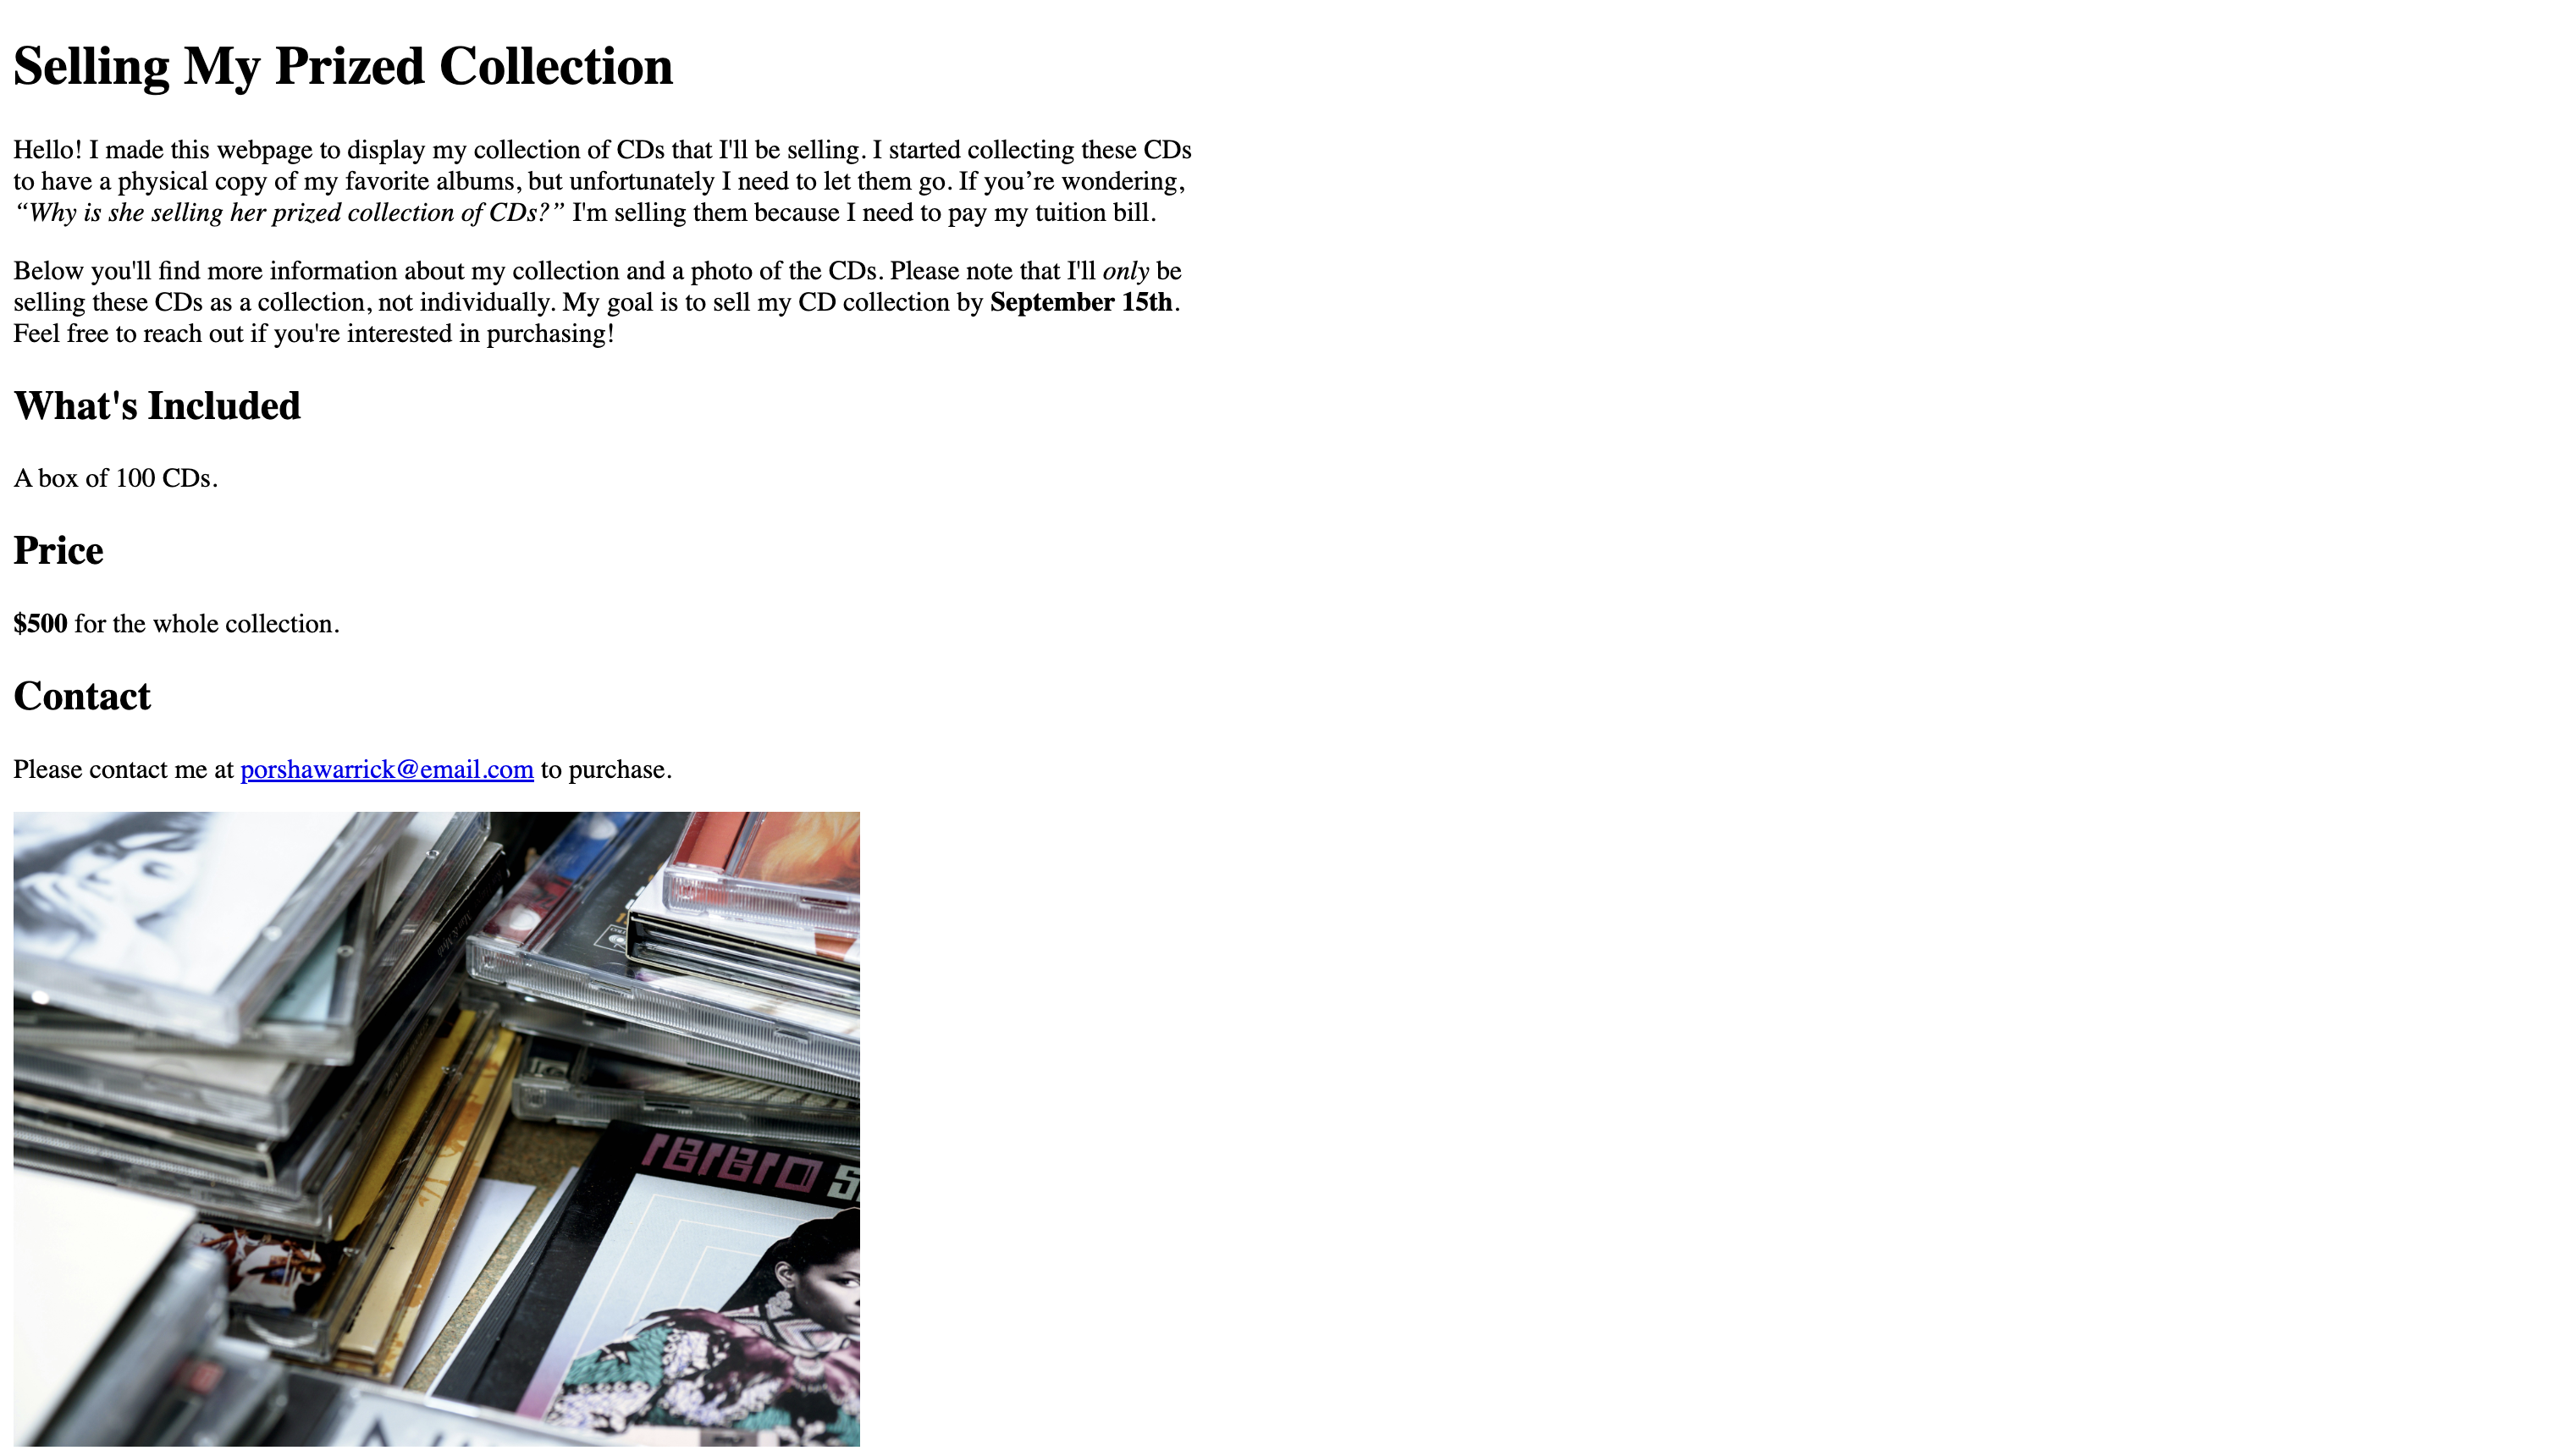 Selling My Prized Collection
Hello! I made this webpage to display my collection of CDs that I'll be selling. I started collecting these CDs
to have a physical copy of my favorite albums, but unfortunately I need to let them go. If you’re wondering,
“Why is she selling her prized collection of CDs?” I'm selling them because I need to pay my tuition bill.
Below you'll find more information about my collection and a photo of the CDs. Please note that I'll only be
selling these CDs as a collection, not individually. My goal is to sell my CD collection by September 15th.
Feel free to reach out if you're interested in purchasing!
What's Included
A box of 100 CDs.
Price
$500 for the whole collection.
Contact
Please contact me at porshawarrick@email.com to purchase.